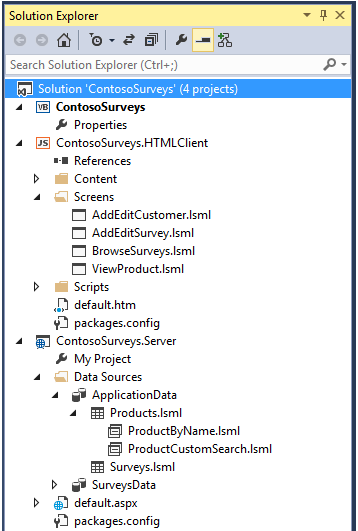 Solution Explorer
Search Solution Explorer (Ctrl+;)
Solution 'ContosoSurveys' (4 projects)
VB ContosoSurveys
Properties
JS ContosoSurveys.HTMLClient
References
Content
Screens
AddEditCustomer.lsml
AddEditSurvey.lsml
BrowseSurveys.lsml
ViewProduct.lsml
Scripts
default.htm
packages.config
ContosoSurveys.Server
My Project
Data Sources
ApplicationData
Products.lsml
ProductByName.lsml
ProductCustomSearch.lsml
Surveys.lsml
SurveysData
default.aspx
packages.config